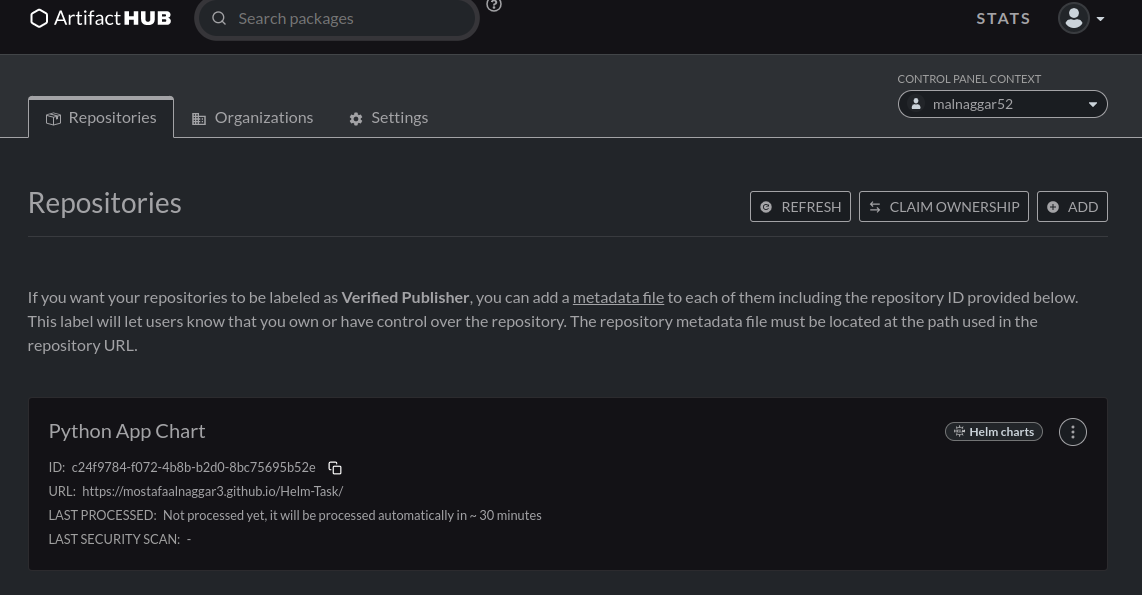 ArtifactHUB
Search packages
STATS
CONTROL PANEL CONTEXT
malnaggar52
Repositories
Organizations
Settings
Repositories
REFRESH
CLAIM OWNERSHIP
ADD
If you want your repositories to be labeled as Verified Publisher, you can add a metadata file to each of them including the repository ID provided below.
This label will let users know that you own or have control over the repository. The repository metadata file must be located at the path used in the
repository URL.
Python App Chart
Helm charts
ID: c24f9784-f072-4b8b-b2d0-8bc75695b52e
URL: https://mostafaalnaggar3.github.io/Helm-Task/
LAST PROCESSED: Not processed yet, it will be processed automatically in ~ 30 minutes
LAST SECURITY SCAN: -